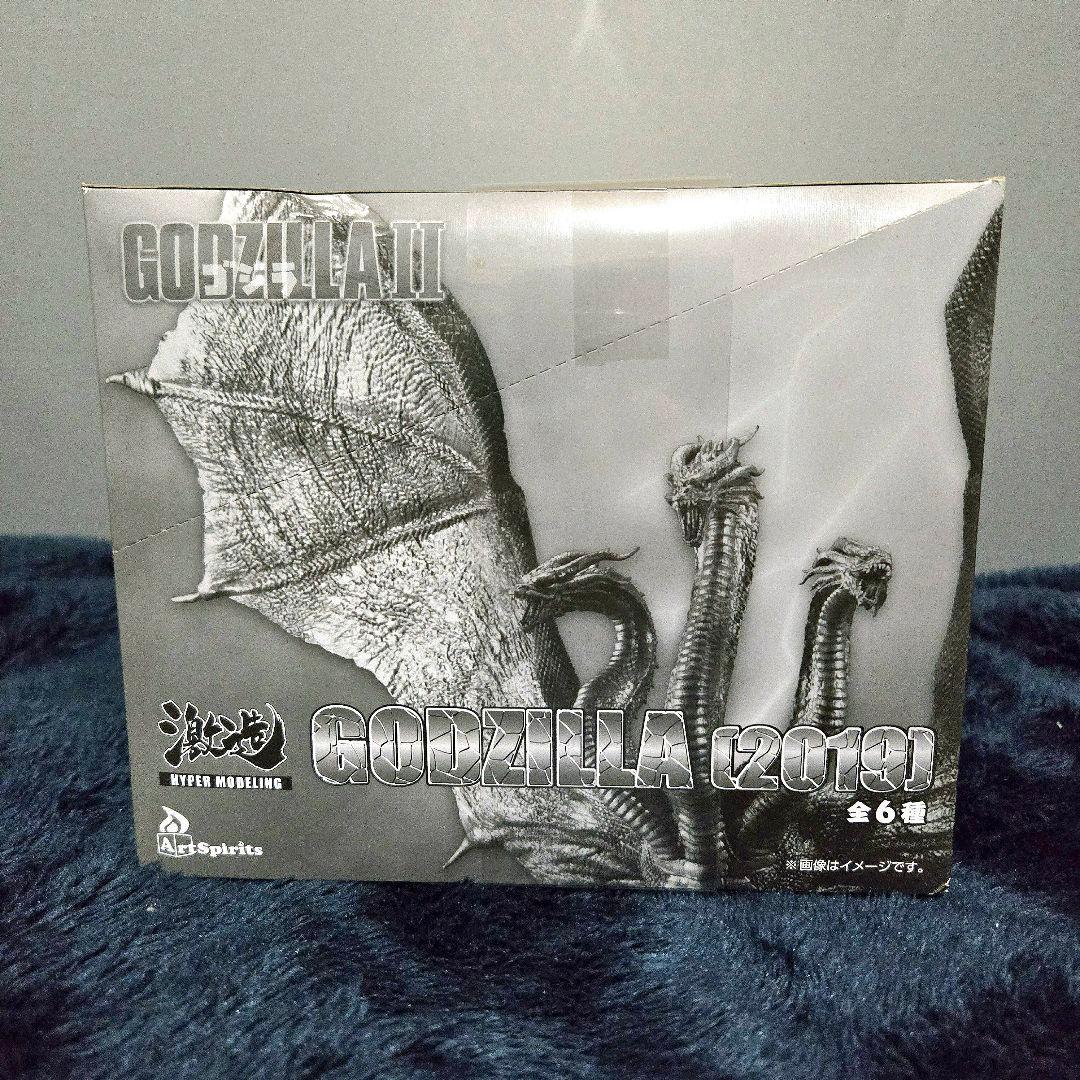 GODZILLA II
ゴジラ
激造
HYPER MODELING
GODZILLA [2019]
全6種
ArtSpirits
※画像はイメージです。